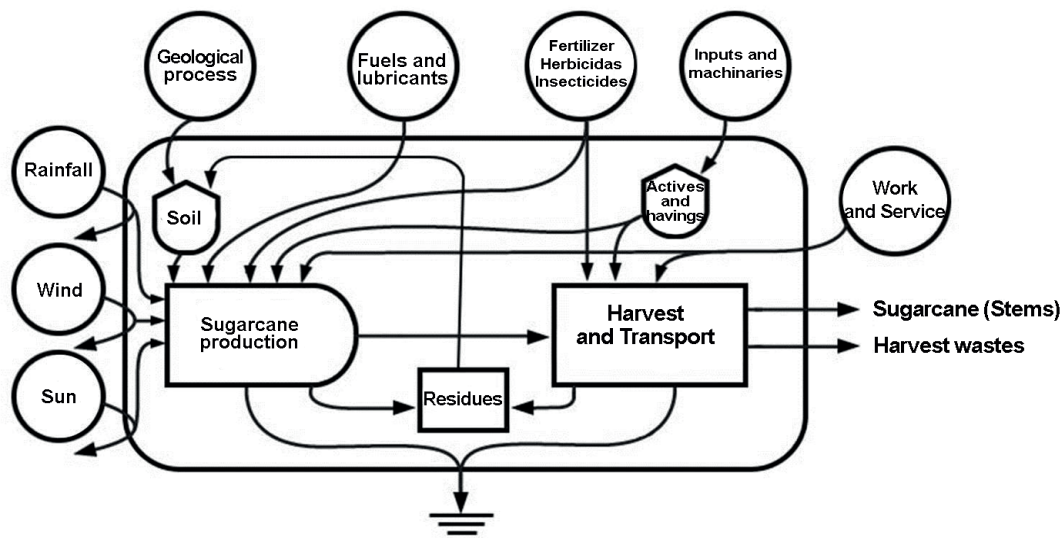 Geological
process
Fuels and
lubricants
Fertilizer
Herbicidas
Insecticides
Inputs and
machinaries
Rainfall
Soil
Actives
and
havings
Work
and Service
Wind
Sugarcane
production
Harvest
and Transport
Sugarcane (Stems)
Harvest wastes
Sun
Residues